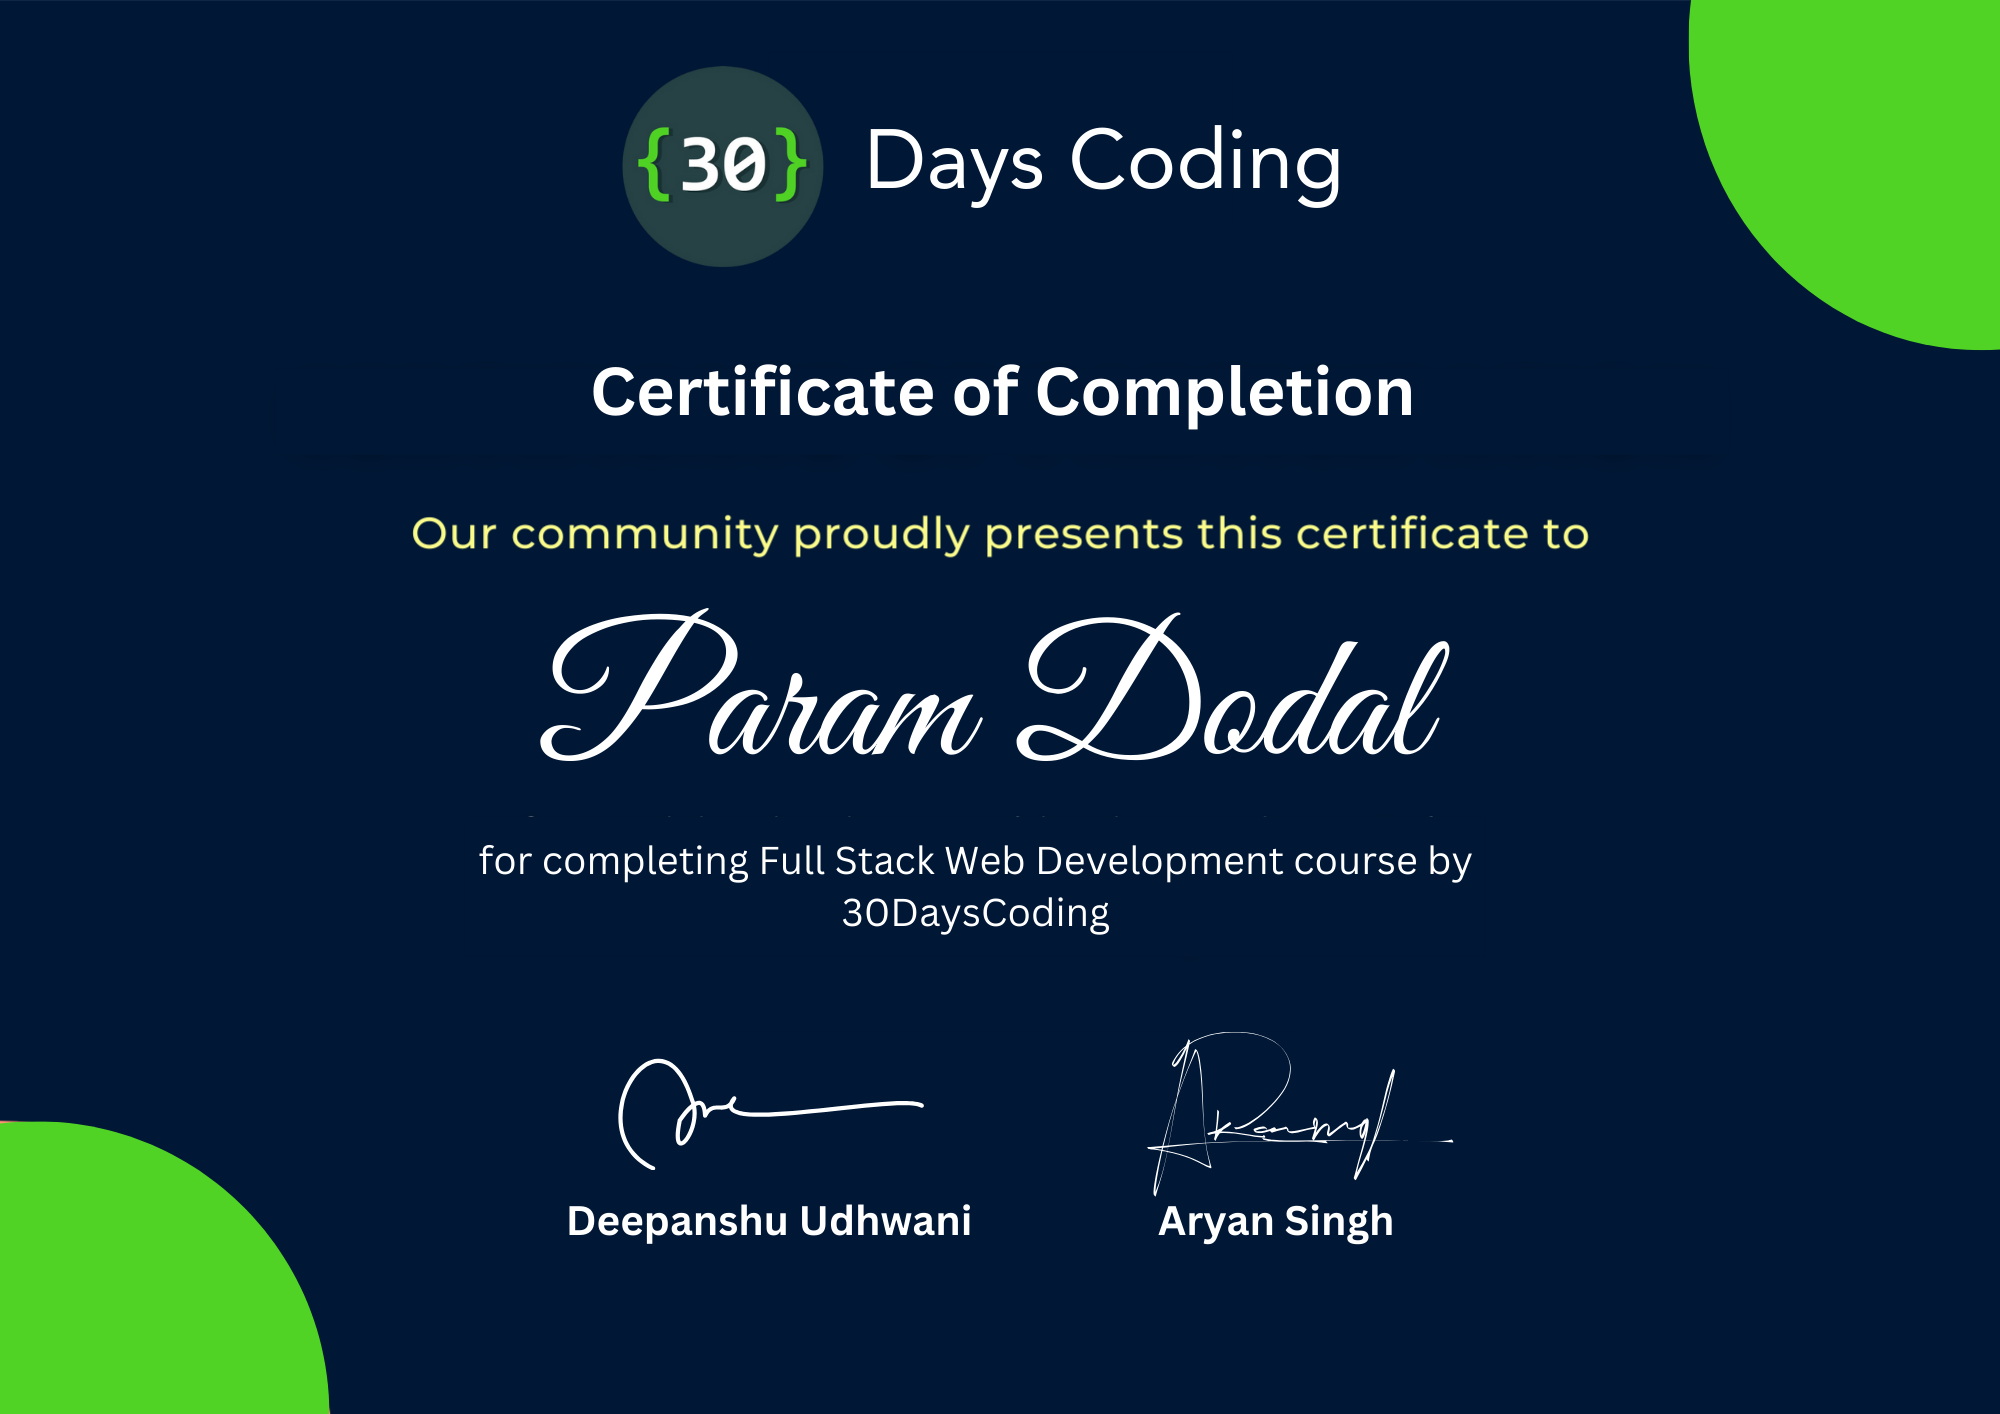 {30} Days Coding
Certificate of Completion
Our community proudly presents this certificate to
Param Dodal
for completing Full Stack Web Development course by
30DaysCoding
Deepanshu Udhwani Aryan Singh